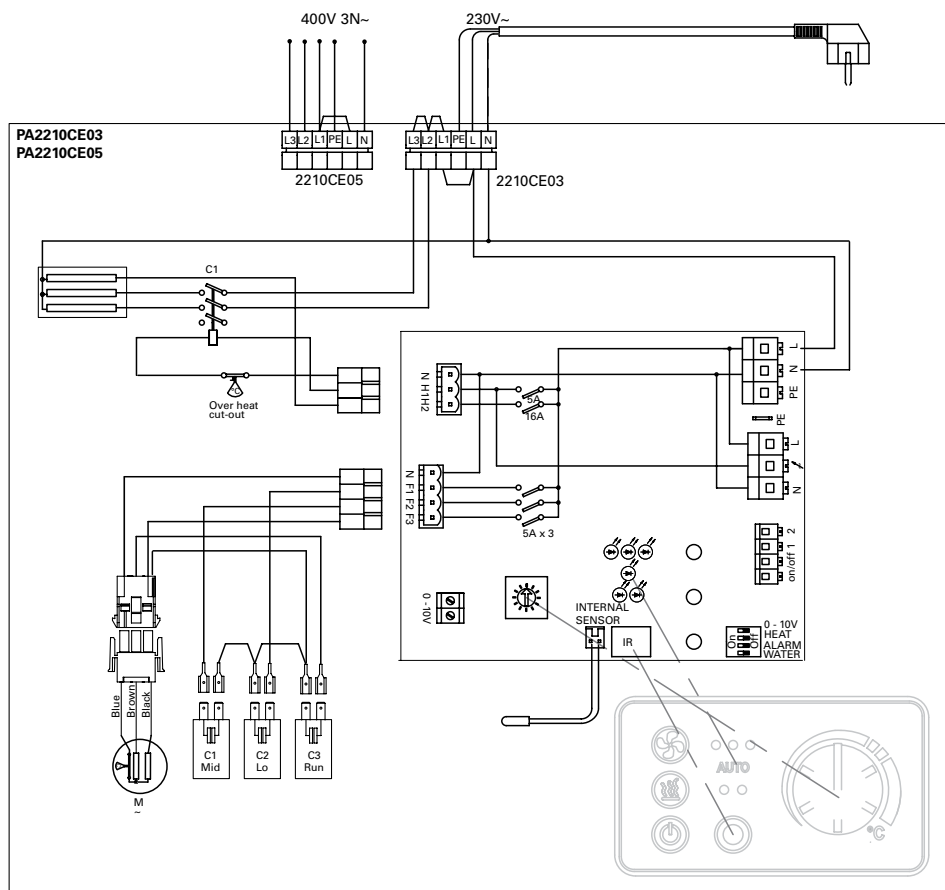 400V 3N~
230V~
PA2210CE03
PA2210CE05
L3 L2 L1 PE L N
L3 L2 L1 PE L N
2210CE05
2210CE03
C1
°C
Over heat
cut-out
N H1 H2
5A
16A
L
N
PE
PE
L
N
N F1 F2 F3
5A x 3
2
1
on/off
0 - 10V
INTERNAL
SENSOR
IR
On
Off
0 - 10V
HEAT
ALARM
WATER
Blue
Brown
Black
C1
Mid
C2
Lo
C3
Run
M
~
AUTO
°C